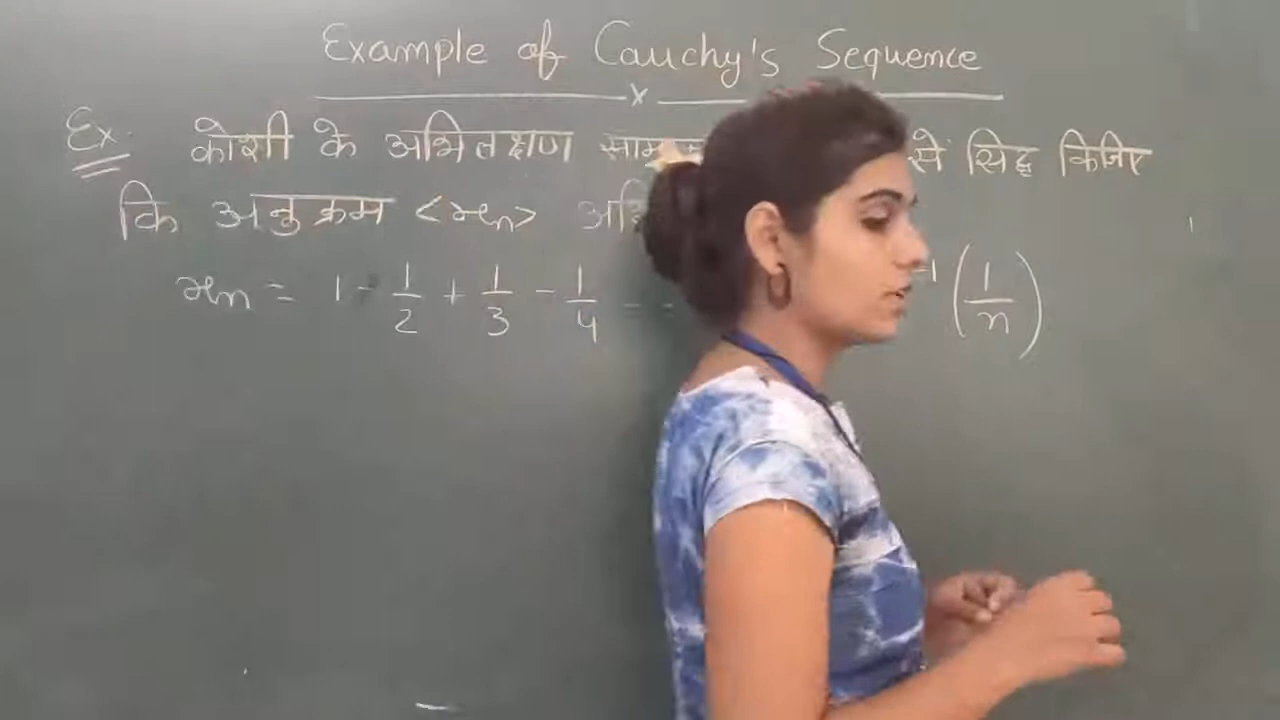 Example of Cauchy's Sequence
Ex. कोशी के अभिलक्षण से सिद्ध किजिए
कि अनुक्रम <xn>
xn = 1 - 1/2 + 1/3 - 1/4 - - (1/n)